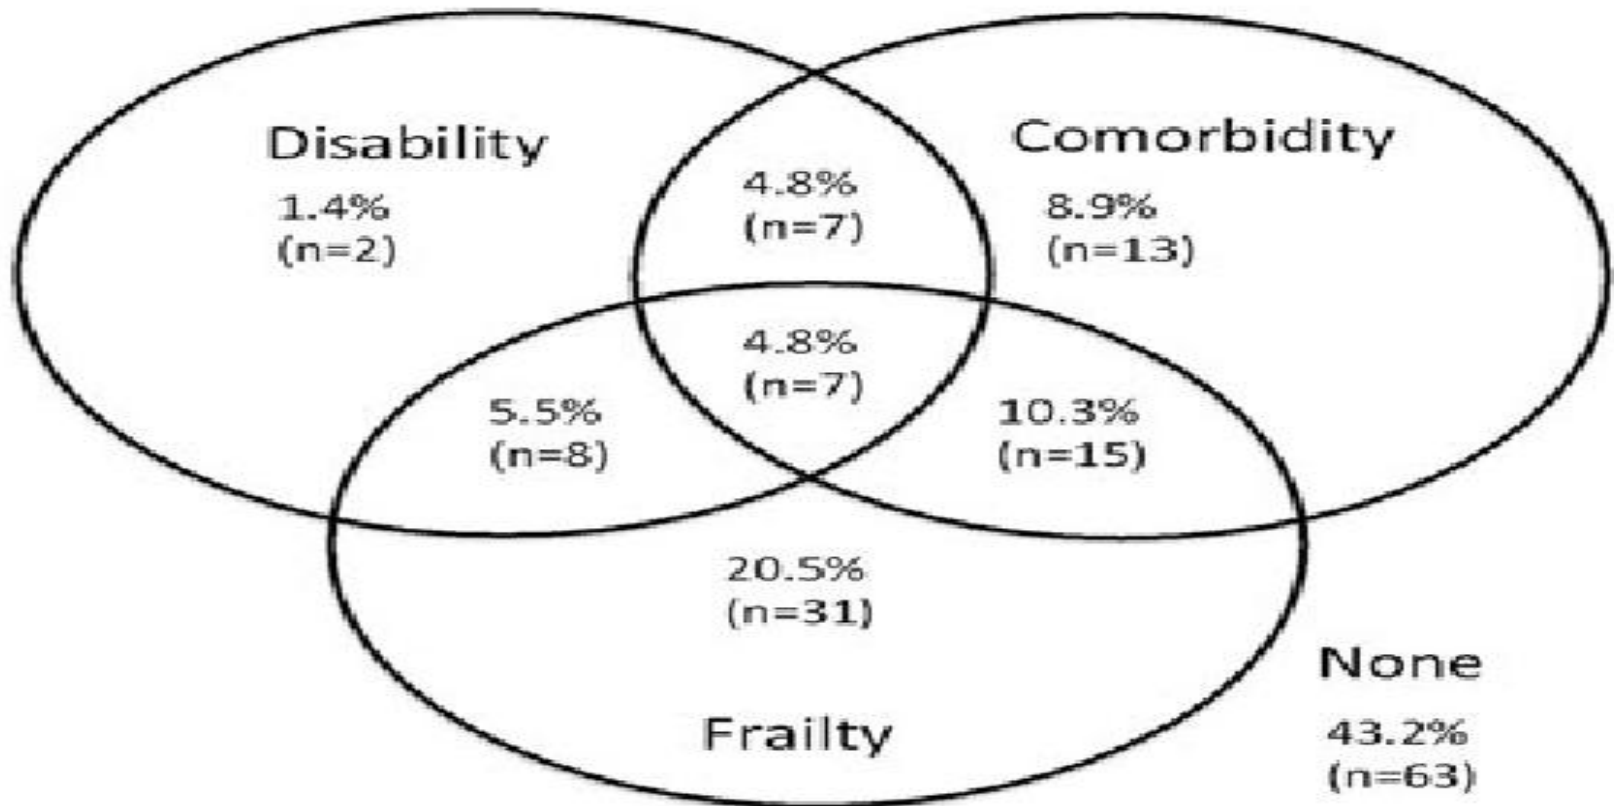 Disability
1.4%
(n=2)
4.8%
(n=7)
Comorbidity
8.9%
(n=13)
4.8%
(n=7)
5.5%
(n=8)
10.3%
(n=15)
20.5%
(n=31)
Frailty
None
43.2%
(n=63)